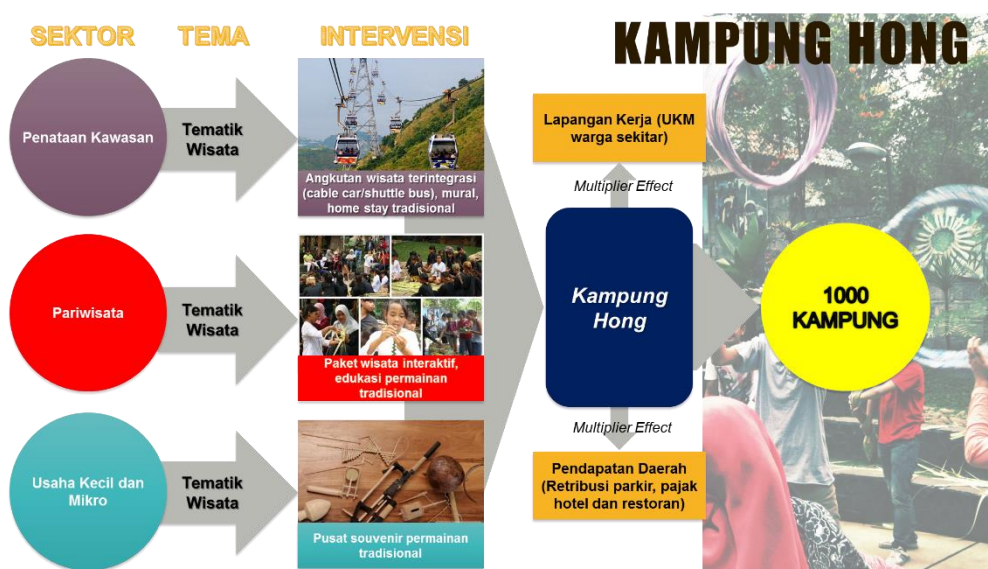 SEKTOR
TEMA
INTERVENSI
KAMPUNG HONG
Penataan Kawasan
Tematik
Wisata
Angkutan wisata terintegrasi
(cable car/shuttle bus), mural,
home stay tradisional
Pariwisata
Tematik
Wisata
Paket wisata interaktif,
edukasi permainan
tradisional
Usaha Kecil dan
Mikro
Tematik
Wisata
Pusat souvenir permainan
tradisional
Lapangan Kerja (UKM
warga sekitar)
Multiplier Effect
Kampung
Hong
Multiplier Effect
Pendapatan Daerah
(Retribusi parkir, pajak
hotel dan restoran)
1000
KAMPUNG